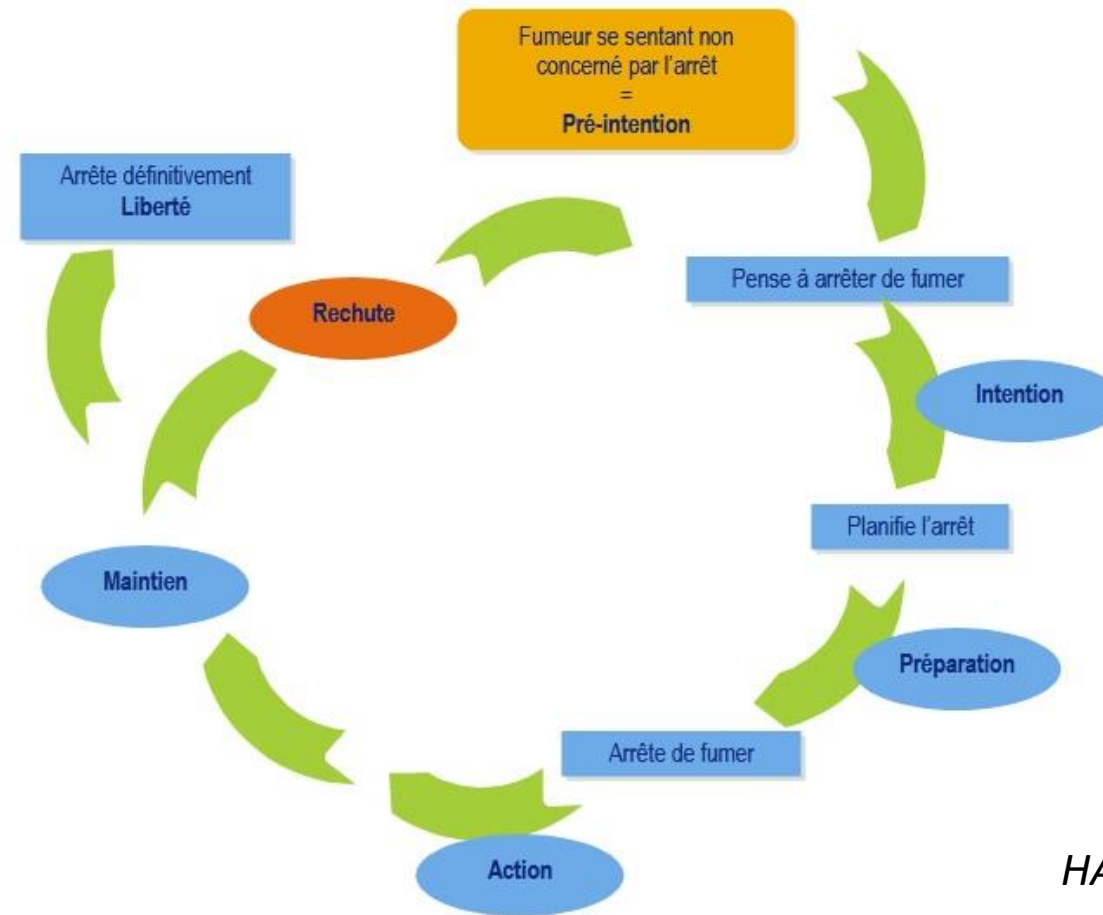 Fumeur se sentant non
concerné par l'arrêt
=
Pré-intention
Arrête définitivement
Liberté
Rechute
Pense à arrêter de fumer
Intention
Planifie l'arrêt
Maintien
Préparation
Arrête de fumer
Action
HA